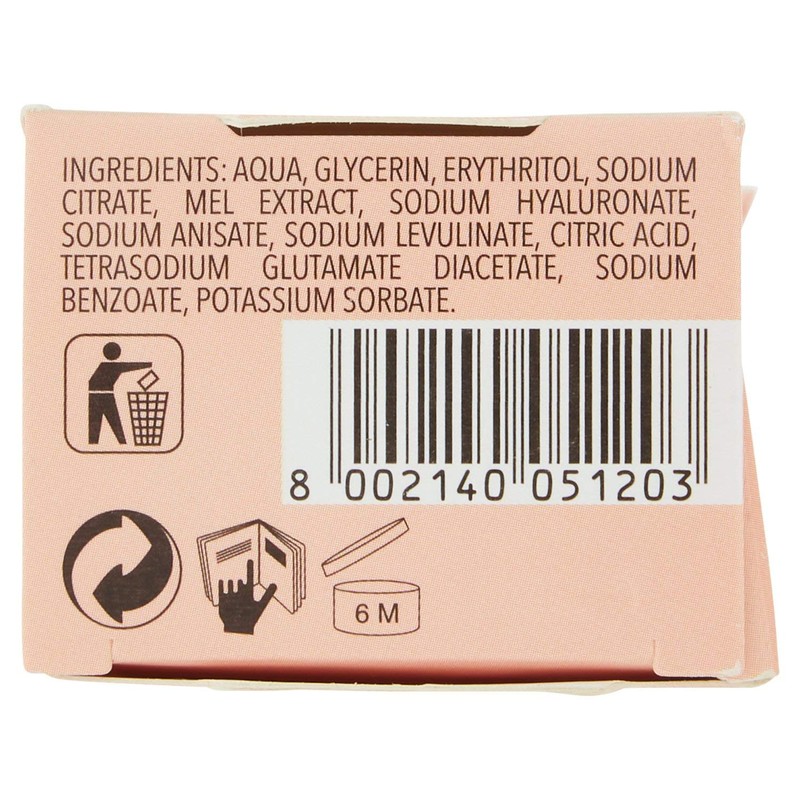 INGREDIENTS: AQUA, GLYCERIN, ERYTHRITOL, SODIUM
CITRATE, MEL EXTRACT, SODIUM HYALURONATE,
SODIUM ANISATE, SODIUM LEVULINATE, CITRIC ACID,
TETRASODIUM GLUTAMATE DIACETATE, SODIUM
BENZOATE, POTASSIUM SORBATE.
8 002140 051203
6 M